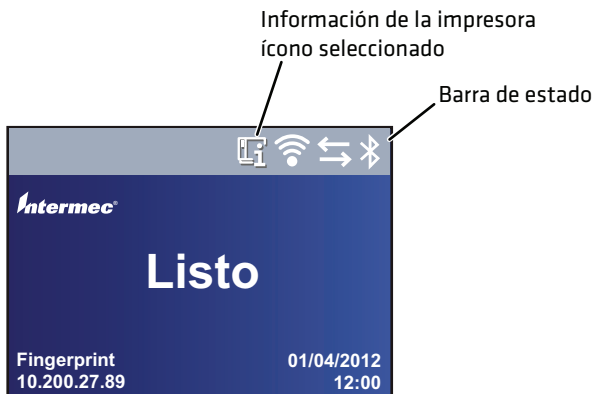 Información de la impresora
ícono seleccionado
Barra de estado
Intermec®
Listo
Fingerprint
01/04/2012
10.200.27.89
12:00